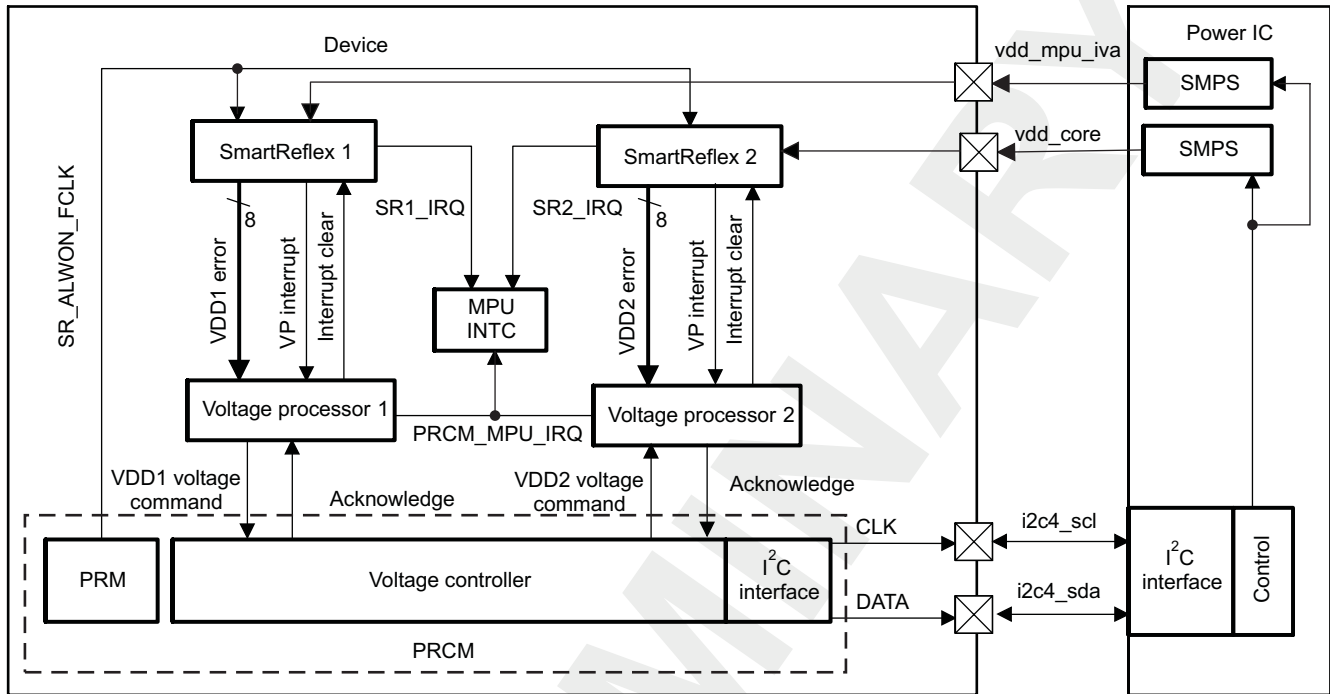 Device
Power IC
vdd_mpu_iva
SMPS
vdd_core
SMPS
SmartReflex 1
SmartReflex 2
SR_ALWON_FCLK
8
VDD1 error
VP interrupt
Interrupt clear
SR1_IRQ
SR2_IRQ
8
VDD2 error
VP interrupt
Interrupt clear
MPU
INTC
Voltage processor 1
Voltage processor 2
PRCM_MPU_IRQ
VDD1 voltage
command
Acknowledge
VDD2 voltage
command
Acknowledge
PRM
Voltage controller
I²C
interface
CLK
DATA
PRCM
i2c4_scl
i2c4_sda
I²C
interface
Control
MINARY